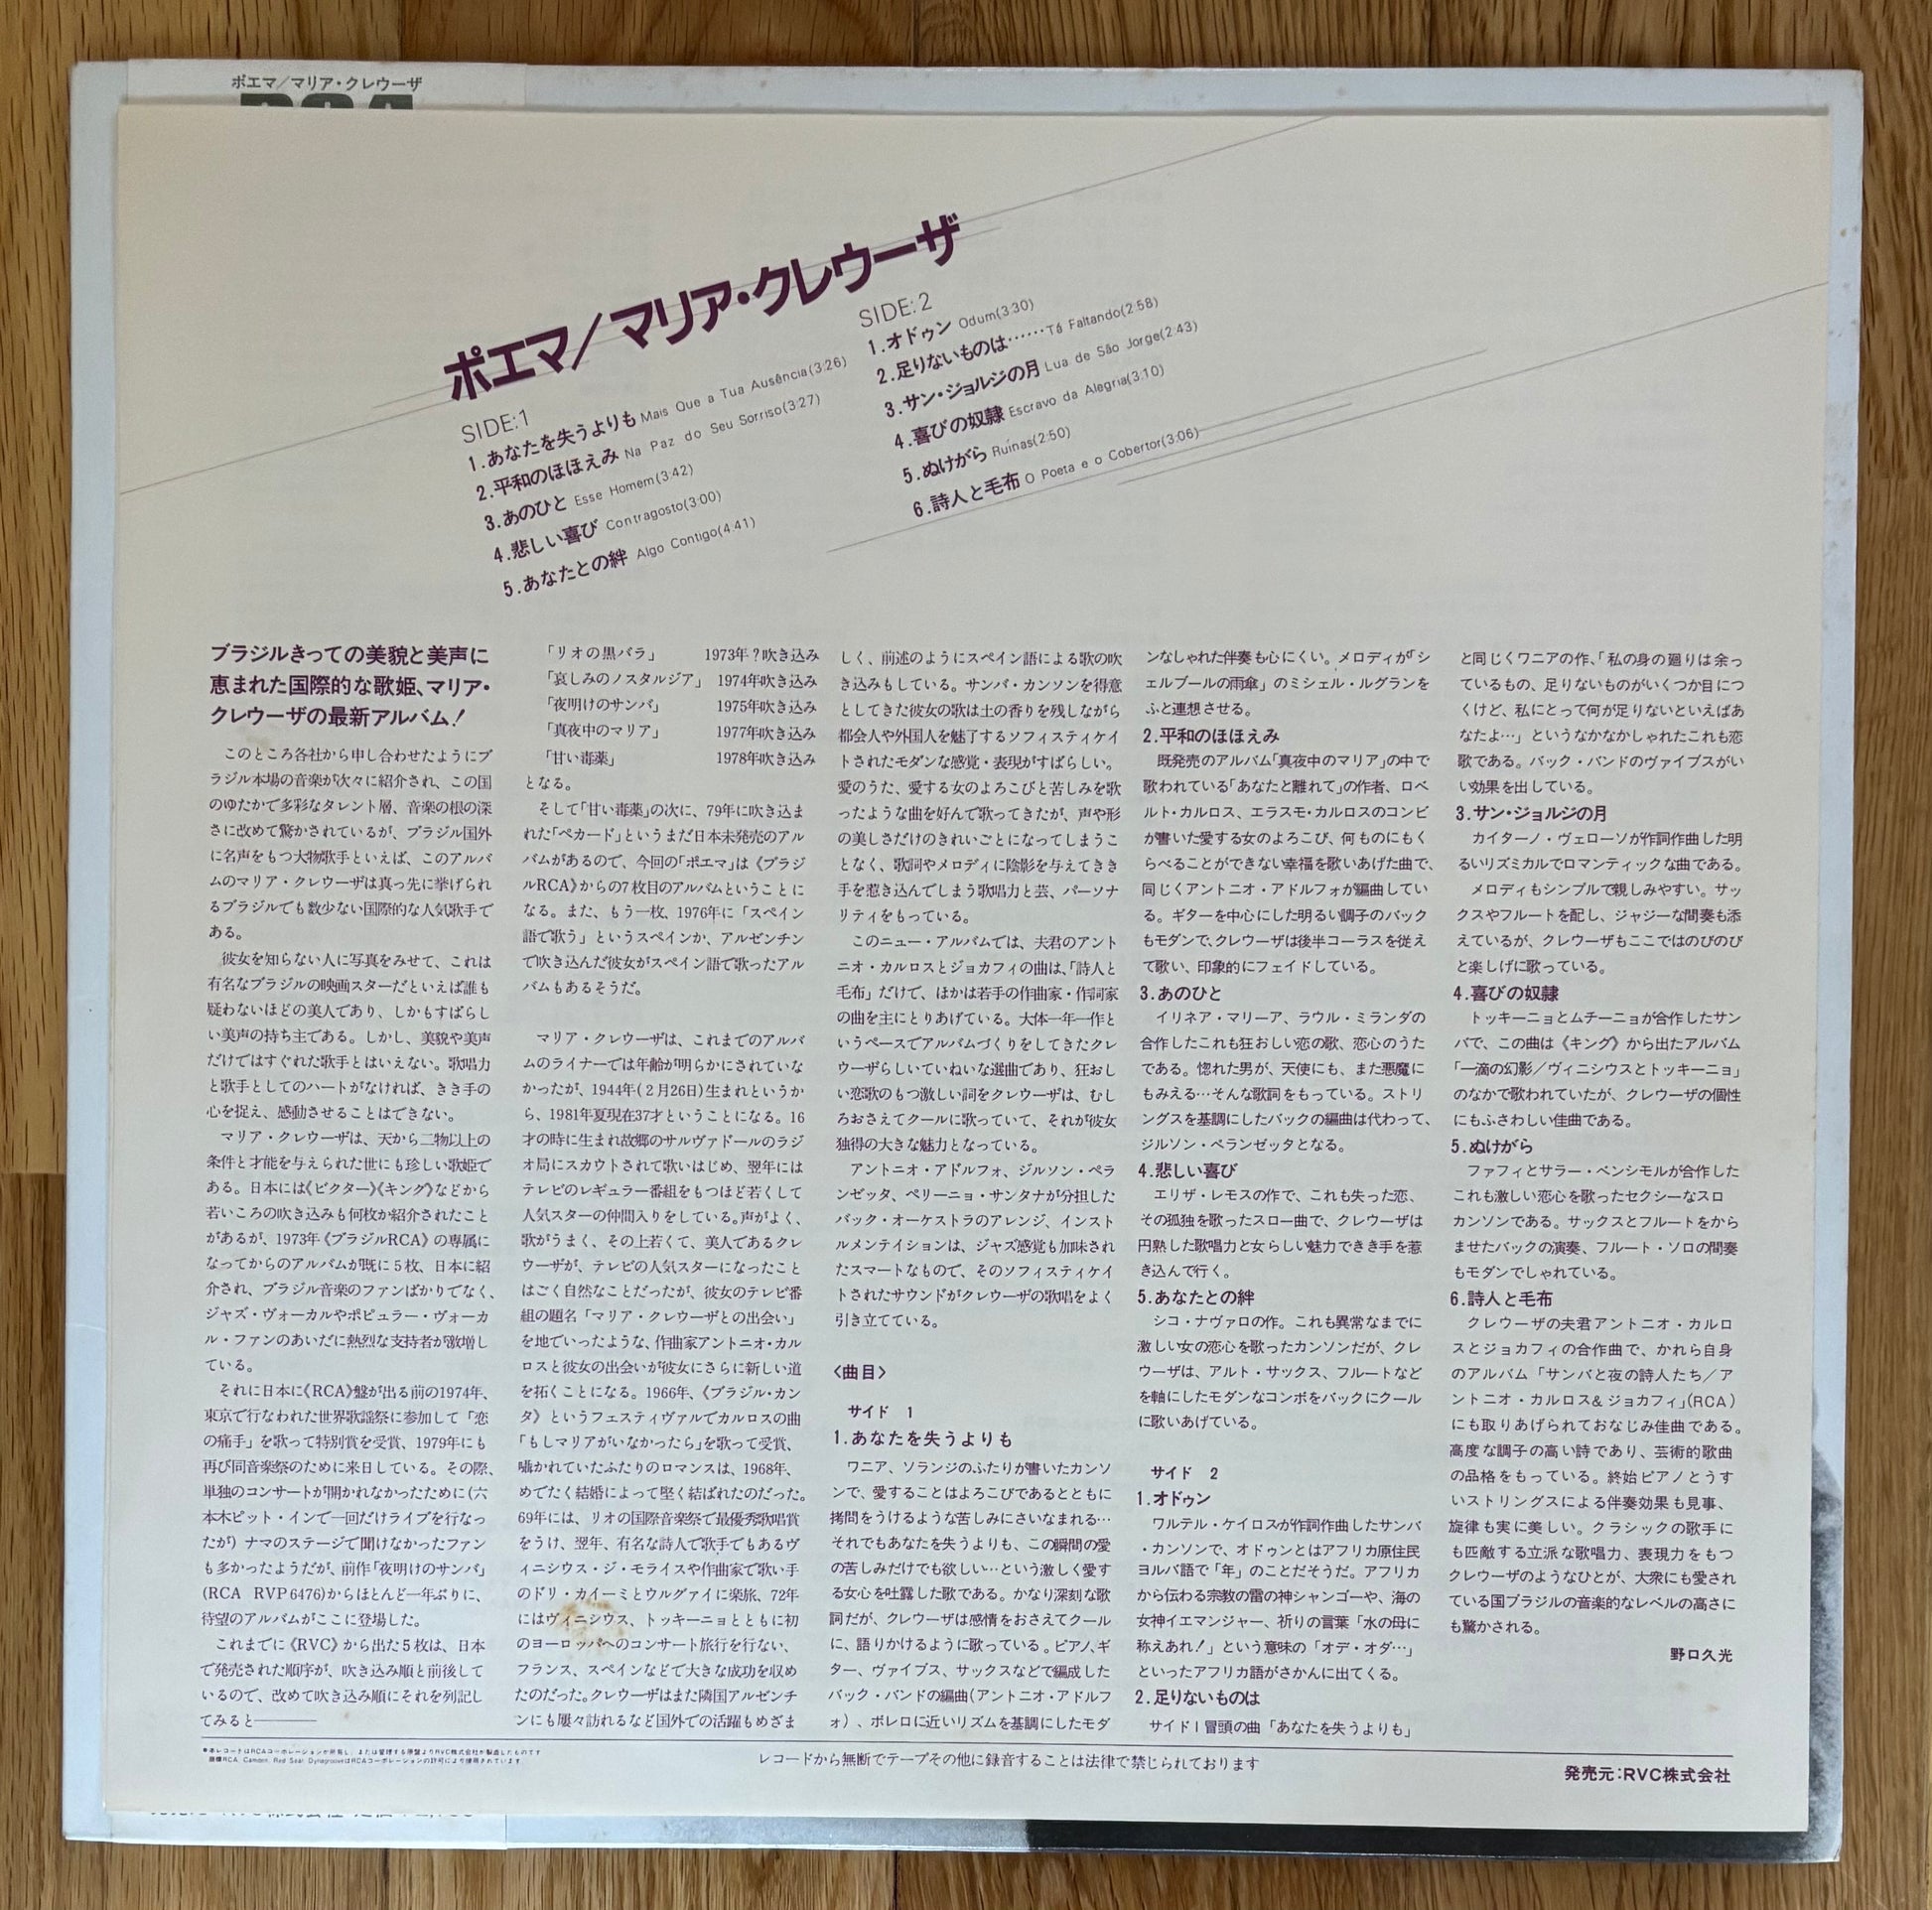 ポエマ/マリア・クレウーザ
ポエマ/マリア・クレウーザ
SIDE:1
1.あなたを失うよりも Mais Que a Tua Ausência(3:26)
2.平和のほほえみ Na Paz do Seu Sorriso(3:27)
3.あのひと Esse Homem(3:42)
4.悲しい喜び Contragosto(3:00)
5.あなたとの絆 Algo Contigo(4:41)
SIDE:2
1.オドゥン Odum(3:30)
2.足りないものは……Tá Faltando(2:58)
3.サン・ジョルジの月 Lua de São Jorge(2:43)
4.喜びの奴隷 Escravo da Alegria(3:10)
5.ぬけがら Ruínas(2:50)
6.詩人と毛布 O Poeta e o Cobertor(3:06)
ブラジルきっての美貌と美声に
恵まれた国際的な歌姫、マリア・
クレウーザの最新アルバム!
このところ各社から申し合わせたようにブ
ラジル本場の音楽が次々に紹介され、この国
のゆたかで多彩なタレント層、音楽の根の深
さに改めて驚かされているが、ブラジル国外
に名声をもつ大物歌手といえば、このアルバ
ムのマリア・クレウーザは真っ先に挙げられ
るブラジルでも数少ない国際的な人気歌手で
ある。
彼女を知らない人に写真をみせて、これは
有名なブラジルの映画スターだといえば誰も
疑わないほどの美人であり、しかもすばらし
い美声の持ち主である。しかし、美貌や美声
だけではすぐれた歌手とはいえない。歌唱力
と歌手としてのハートがなければ、きき手の
心を捉え、感動させることはできない。
マリア・クレウーザは、天から二物以上の
条件と才能を与えられた世にも珍しい歌姫で
ある。日本には《ビクター》《キング》などから
若いころの吹き込みも何枚か紹介されたこと
があるが、1973年《ブラジルRCA》の専属に
なってからのアルバムが既に5枚、日本に紹
介され、ブラジル音楽のファンばかりでなく、
ジャズ・ヴォーカルやポピュラー・ヴォーカ
ル・ファンのあいだに熱烈な支持者が激増し
ている。
それに日本に《RCA》盤が出る前の1974年、
東京で行なわれた世界歌謡祭に参加して「恋
の痛手」を歌って特別賞を受賞、1979年にも
再び同音楽祭のために来日している。その際、
単独のコンサートが開かれなかったために(六
本木ピット・インで一回だけライブを行なっ
たが) ナマのステージで聞けなかったファン
も多かったようだが、前作「夜明けのサンバ」
(RCA RVP6476)からほとんど一年ぶりに、
待望のアルバムがここに登場した。
これまでに《RVC》から出た5枚は、日本
で発売された順序が、吹き込み順と前後して
いるので、改めて吹き込み順にそれを列記し
てみると――――
「リオの黒バラ」 1973年?吹き込み
「哀しみのノスタルジア」 1974年吹き込み
「夜明けのサンバ」 1975年吹き込み
「真夜中のマリア」 1977年吹き込み
「甘い毒薬」 1978年吹き込み
となる。
そして「甘い毒薬」の次に、79年に吹き込ま
れた「ペカード」というまだ日本未発売のアル
バムがあるので、今回の「ポエマ」は《ブラジ
ルRCA》からの7枚目のアルバムということに
なる。また、もう一枚、1976年に「スペイン
語で歌う」というスペインか、アルゼンチン
で吹き込んだ彼女がスペイン語で歌ったアル
バムもあるそうだ。
マリア・クレウーザは、これまでのアルバ
ムのライナーでは年齢が明らかにされていな
かったが、1944年(2月26日)生まれというか
ら、1981年夏現在37才ということになる。16
才の時に生まれ故郷のサルヴァドールのラジ
オ局にスカウトされて歌いはじめ、翌年には
テレビのレギュラー番組をもつほど若くして
人気スターの仲間入りをしている。声がよく、
歌がうまく、その上若くて、美人であるクレ
ウーザが、テレビの人気スターになったこと
はごく自然なことだったが、彼女のテレビ番
組の題名「マリア・クレウーザとの出会い」
を地でいったような、作曲家アントニオ・カル
ロスと彼女の出会いが彼女にさらに新しい道
を拓くことになる。1966年、《ブラジル・カン
タ》というフェスティヴァルでカルロスの曲
「もしマリアがいなかったら」を歌って受賞、
囁かれていたふたりのロマンスは、1968年、
めでたく結婚によって堅く結ばれたのだった。
69年には、リオの国際音楽祭で最優秀歌唱賞
をうけ、翌年、有名な詩人で歌手でもあるヴ
ィニシウス・ジ・モライスや作曲家で歌い手
のドリ・カイーミとウルグァイに楽旅、72年
にはヴィニシウス、トッキーニョとともに初
のヨーロッパへのコンサート旅行を行ない、
フランス、スペインなどで大きな成功を収め
たのだった。クレウーザはまた隣国アルゼンチ
ンにも屡々訪れるなど国外での活躍もめざま
しく、前述のようにスペイン語による歌の吹
き込みもしている。サンバ・カンソンを得意
としてきた彼女の歌は土の香りを残しながら
都会人や外国人を魅了するソフィスティケイ
トされたモダンな感覚・表現がすばらしい。
愛のうた、愛する女のよろこびと苦しみを歌
ったような曲を好んで歌ってきたが、声や形
の美しさだけのきれいごとになってしまうこ
となく、歌詞やメロディに陰影を与えてきき
手を惹き込んでしまう歌唱力と芸、パーソナ
リティをもっている。
このニュー・アルバムでは、夫君のアント
ニオ・カルロスとジョカフィの曲は、「詩人と
毛布」だけで、ほかは若手の作曲家・作詞家
の曲を主にとりあげている。大体一年一作と
いうペースでアルバムづくりをしてきたクレ
ウーザらしいていねいな選曲であり、狂おし
い恋歌のもつ激しい詞をクレウーザは、むし
ろおさえてクールに歌っていて、それが彼女
独得の大きな魅力となっている。
アントニオ・アドルフォ、ジルソン・ペラ
ンゼッタ、ペリーニョ・サンタナが分担した
バック・オーケストラのアレンジ、インスト
ルメンテイションは、ジャズ感覚も加味され
たスマートなもので、そのソフィスティケイ
トされたサウンドがクレウーザの歌唱をよく
引き立てている。
〈曲目〉
サイド 1
1.あなたを失うよりも
ワニア、ソランジのふたりが書いたカンソ
ンで、愛することはよろこびであるとともに
拷問をうけるような苦しみにさいなまれる…
それでもあなたを失うよりも、この瞬間の愛
の苦しみだけでも欲しい…という激しく愛す
る女心を吐露した歌である。かなり深刻な歌
詞だが、クレウーザは感情をおさえてクール
に、語りかけるように歌っている。ピアノ、ギ
ター、ヴァイブス、サックスなどで編成した
バック・バンドの編曲(アントニオ・アドルフ
ォ)、ボレロに近いリズムを基調にしたモダ
ンなしゃれた伴奏も心にくい。メロディが「シ
ェルブールの雨傘」のミシェル・ルグランを
ふと連想させる。
2.平和のほほえみ
既発売のアルバム「真夜中のマリア」の中で
歌われている「あなたと離れて」の作者、ロベ
ルト・カルロス、エラスモ・カルロスのコンビ
が書いた愛する女のよろこび、何ものにもく
らべることができない幸福を歌いあげた曲で、
同じくアントニオ・アドルフォが編曲してい
る。ギターを中心にした明るい調子のバック
もモダンで、クレウーザは後半コーラスを従え
て歌い、印象的にフェイドしている。
3.あのひと
イリネア・マリーア、ラウル・ミランダの
合作したこれも狂おしい恋の歌、恋心のうた
である。惚れた男が、天使にも、また悪魔に
もみえる…そんな歌詞をもっている。ストリ
ングスを基調にしたバックの編曲は代わって、
ジルソン・ペランゼッタとなる。
4.悲しい喜び
エリザ・レモスの作で、これも失った恋、
その孤独を歌ったスロー曲で、クレウーザは
円熟した歌唱力と女らしい魅力できき手を惹
き込んで行く。
5.あなたとの絆
シコ・ナヴァロの作。これも異常なまでに
激しい女の恋心を歌ったカンソンだが、クレ
ウーザは、アルト・サックス、フルートなど
を軸にしたモダンなコンボをバックにクール
に歌いあげている。
サイド 2
1.オドゥン
ワルテル・ケイロスが作詞作曲したサンバ
・カンソンで、オドゥンとはアフリカ原住民
ヨルバ語で「年」のことだそうだ。アフリカ
から伝わる宗教の雷の神シャンゴーや、海の
女神イエマンジャー、祈りの言葉「水の母に
称えあれ!」という意味の「オデ・オダ…」
といったアフリカ語がさかんに出てくる。
2.足りないものは
サイドI冒頭の曲「あなたを失うよりも」
と同じくワニアの作、「私の身の廻りは余っ
ているもの、足りないものがいくつか目につ
くけど、私にとって何が足りないといえばあ
なたよ…」というなかなかしゃれたこれも恋
歌である。バック・バンドのヴァイブスがい
い効果を出している。
3.サン・ジョルジの月
カイターノ・ヴェローソが作詞作曲した明
るいリズミカルでロマンティックな曲である。
メロディもシンプルで親しみやすい。サッ
クスやフルートを配し、ジャジーな間奏も添
えているが、クレウーザもここではのびのび
と楽しげに歌っている。
4.喜びの奴隷
トッキーニョとムチーニョが合作したサン
バで、この曲は《キング》から出たアルバム
「一滴の幻影/ヴィニシウスとトッキーニョ」
のなかで歌われていたが、クレウーザの個性
にもふさわしい佳曲である。
5.ぬけがら
ファフィとサラー・ベンシモルが合作した
これも激しい恋心を歌ったセクシーなスロ
カンソンである。サックスとフルートをから
ませたバックの演奏、フルート・ソロの間奏
もモダンでしゃれている。
6.詩人と毛布
クレウーザの夫君アントニオ・カルロ
スとジョカフィの合作曲で、かれら自身
のアルバム「サンバと夜の詩人たち/ア
ントニオ・カルロス&ジョカフィ」(RCA)
にも取りあげられておなじみ佳曲である。
高度な調子の高い詩であり、芸術的歌曲
の品格をもっている。終始ピアノとうす
いストリングスによる伴奏効果も見事、
旋律も実に美しい。クラシックの歌手に
も匹敵する立派な歌唱力、表現力をもつ
クレウーザのようなひとが、大衆にも愛され
ている国ブラジルの音楽的なレベルの高さに
も驚かされる。
野口久光
●本レコードはRCAコーポレーションが所有し、または管理する原盤よりRVC株式会社が製造したものです
商標RCA, Camden, Red Seal, DynagrooveはRCAコーポレーションの許可により使用されています。
レコードから無断でテープその他に録音することは法律で禁じられております
発売元:RVC株式会社